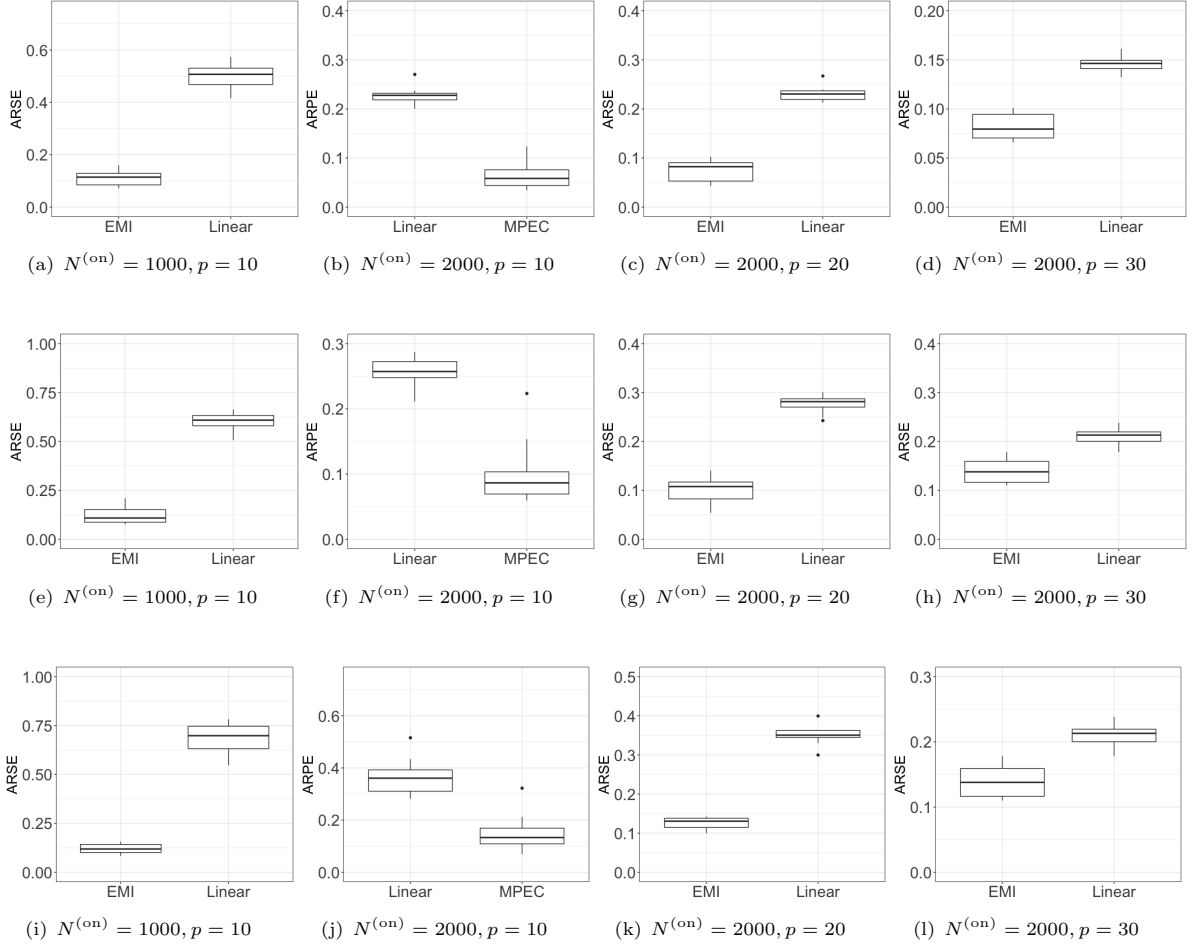 ARSE
0.6
0.4
0.2
0.0
EMI Linear
(a) N^(on) = 1000, p = 10
ARPE
0.4
0.3
0.2
0.1
0.0
Linear MPEC
(b) N^(on) = 2000, p = 10
ARSE
0.4
0.3
0.2
0.1
0.0
EMI Linear
(c) N^(on) = 2000, p = 20
ARSE
0.20
0.15
0.10
0.05
0.00
EMI Linear
(d) N^(on) = 2000, p = 30
ARSE
1.00
0.75
0.50
0.25
0.00
EMI Linear
(e) N^(on) = 1000, p = 10
ARPE
0.3
0.2
0.1
0.0
Linear MPEC
(f) N^(on) = 2000, p = 10
ARSE
0.4
0.3
0.2
0.1
0.0
EMI Linear
(g) N^(on) = 2000, p = 20
ARSE
0.4
0.3
0.2
0.1
0.0
EMI Linear
(h) N^(on) = 2000, p = 30
ARSE
1.00
0.75
0.50
0.25
0.00
EMI Linear
(i) N^(on) = 1000, p = 10
ARPE
0.6
0.4
0.2
0.0
Linear MPEC
(j) N^(on) = 2000, p = 10
ARSE
0.5
0.4
0.3
0.2
0.1
0.0
EMI Linear
(k) N^(on) = 2000, p = 20
ARSE
0.3
0.2
0.1
0.0
EMI Linear
(l) N^(on) = 2000, p = 30